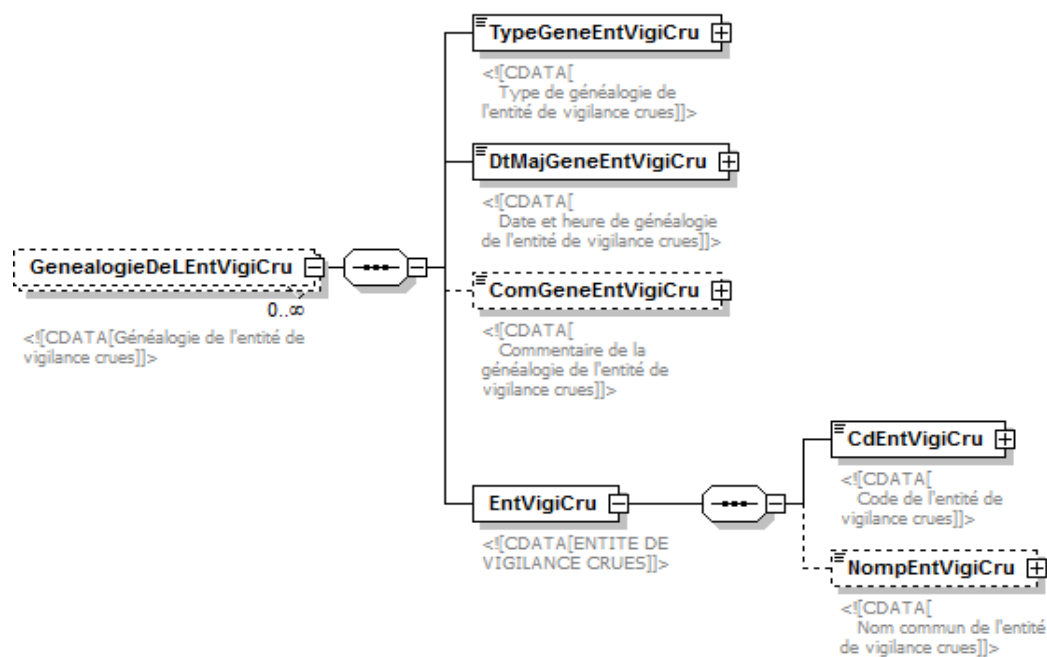 TypeGeneEntVigiCru
<![CDATA[
Type de généalogie de
l'entité de vigilance crues]]>
DtMajGeneEntVigiCru
<![CDATA[
Date et heure de généalogie
de l'entité de vigilance crues]]>
GenealogieDeLEntVigiCru
0..∞
<![CDATA[Généalogie de l'entité de
vigilance crues]]>
ComGeneEntVigiCru
<![CDATA[
Commentaire de la
généalogie de l'entité de
vigilance crues]]>
EntVigiCru
<![CDATA[ENTITE DE
VIGILANCE CRUES]]>
CdEntVigiCru
<![CDATA[
Code de l'entité de
vigilance crues]]>
NompEntVigiCru
<![CDATA[
Nom commun de l'entité
de vigilance crues]]>